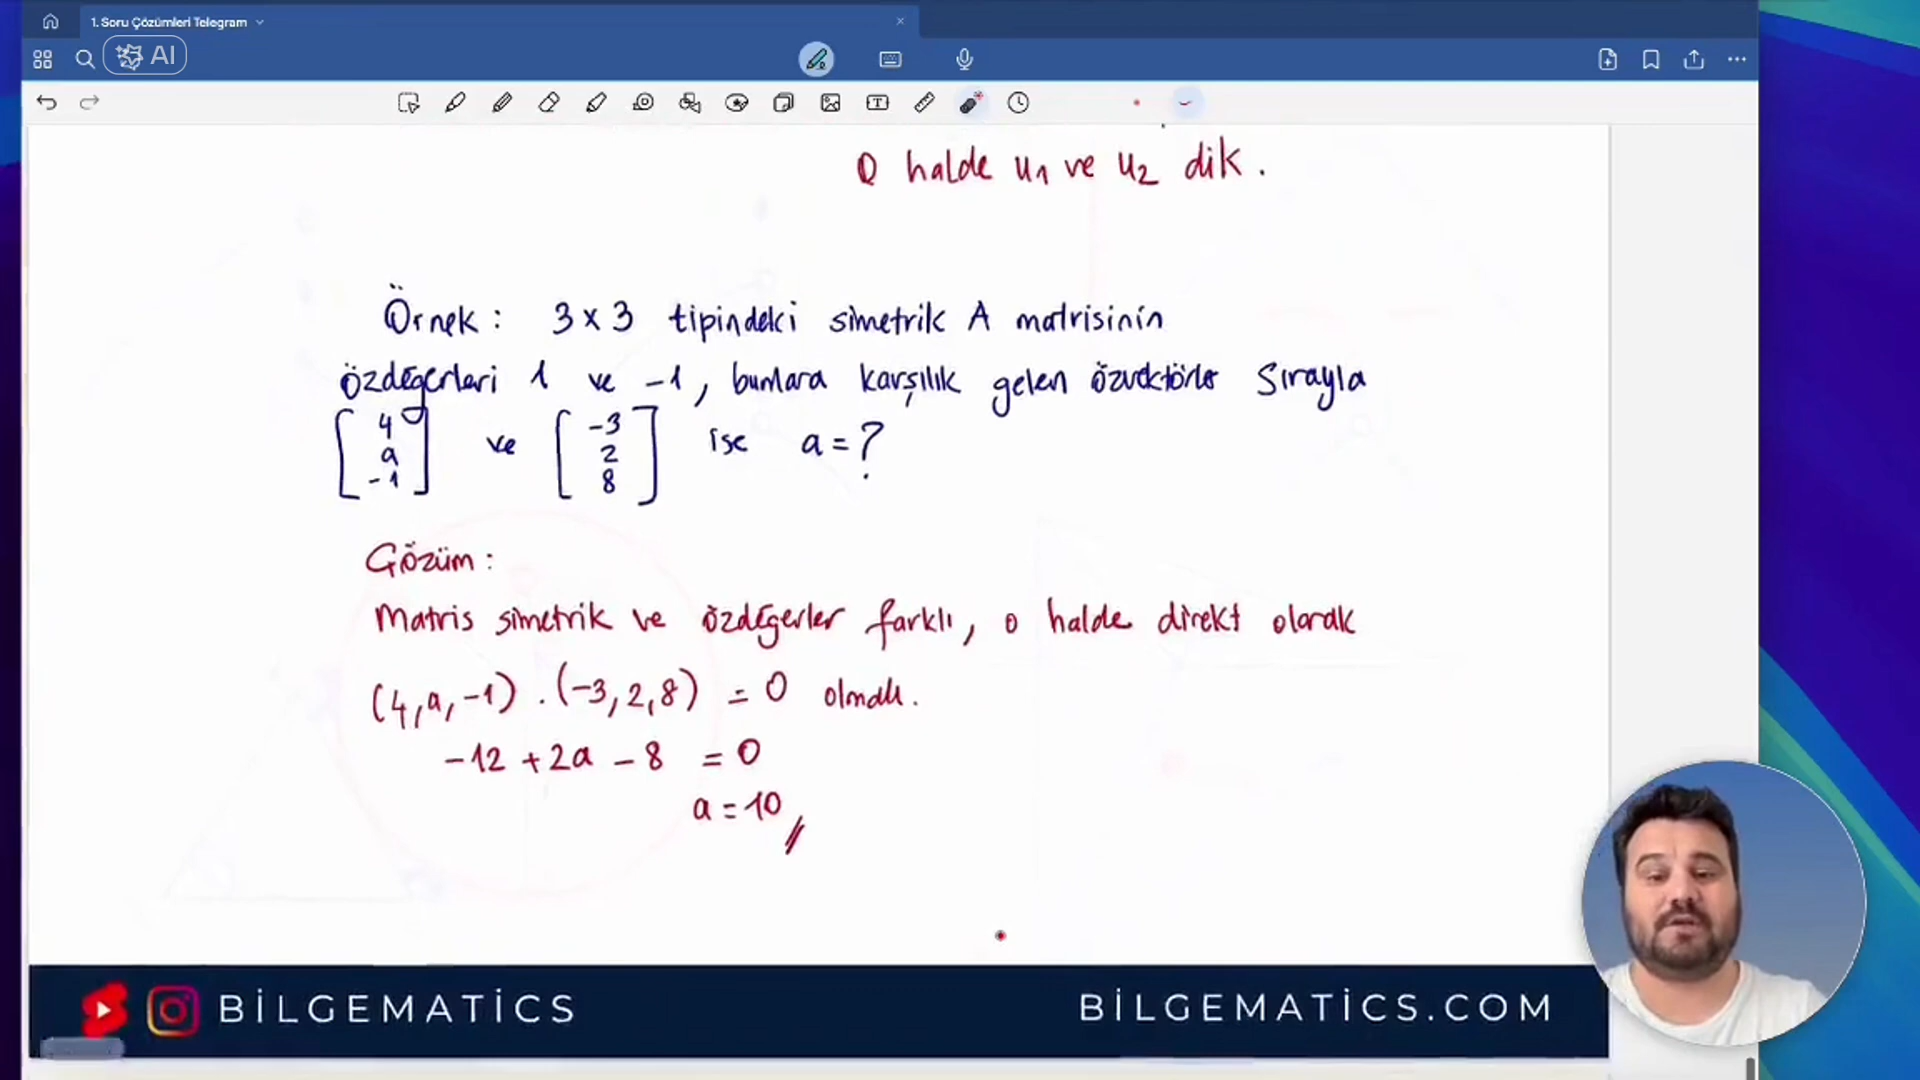 1. Soru Çözümleri Telegram
AI
O halde u1 ve u2 dik.
Örnek: 3x3 tipindeki simetrik A matrisinin
özdeğerleri 1 ve -1, bunlara karşılık gelen özvektörler sırayla
[4 a -1] ve [-3 2 8] ise a=?
Çözüm:
Matris simetrik ve özdeğerler farklı, o halde direkt olarak
(4,a,-1) . (-3,2,8) = 0 olmalı.
-12 + 2a - 8 = 0
a = 10 //
BİLGEMATİCS
BİLGEMATİCS.COM